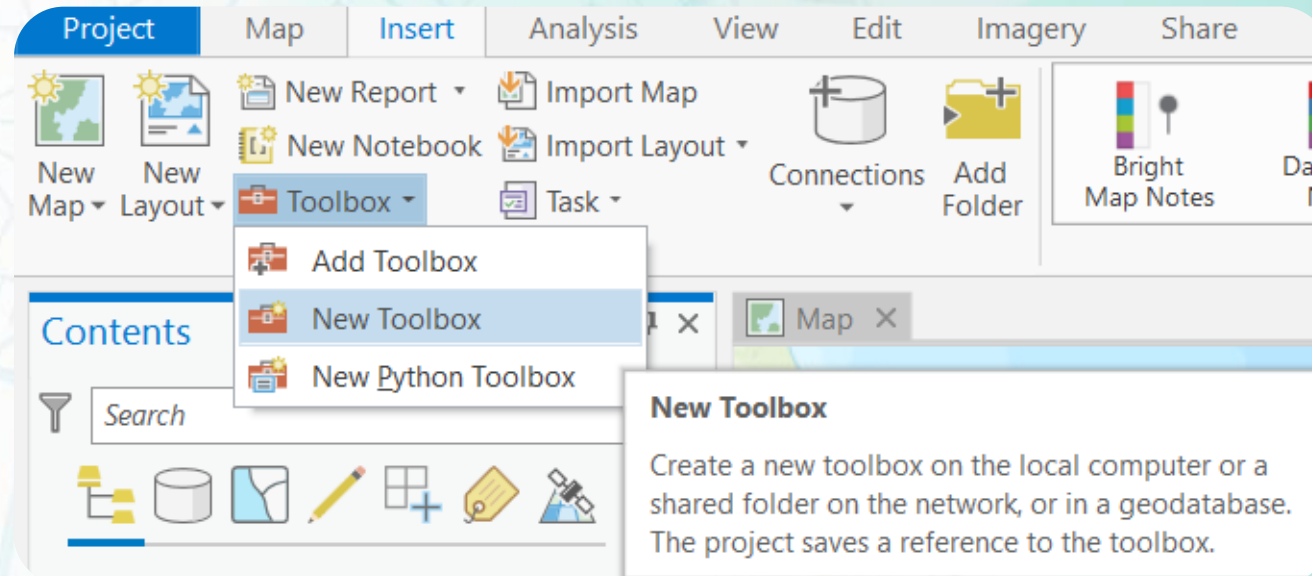 Project Map Insert Analysis View Edit Imagery Share
New Map
New Layout
New Report
New Notebook
Toolbox
Import Map
Import Layout
Task
Connections
Add Folder
Bright Map Notes
Add Toolbox
New Toolbox
New Python Toolbox
Contents
Search
Map
New Toolbox
Create a new toolbox on the local computer or a
shared folder on the network, or in a geodatabase.
The project saves a reference to the toolbox.